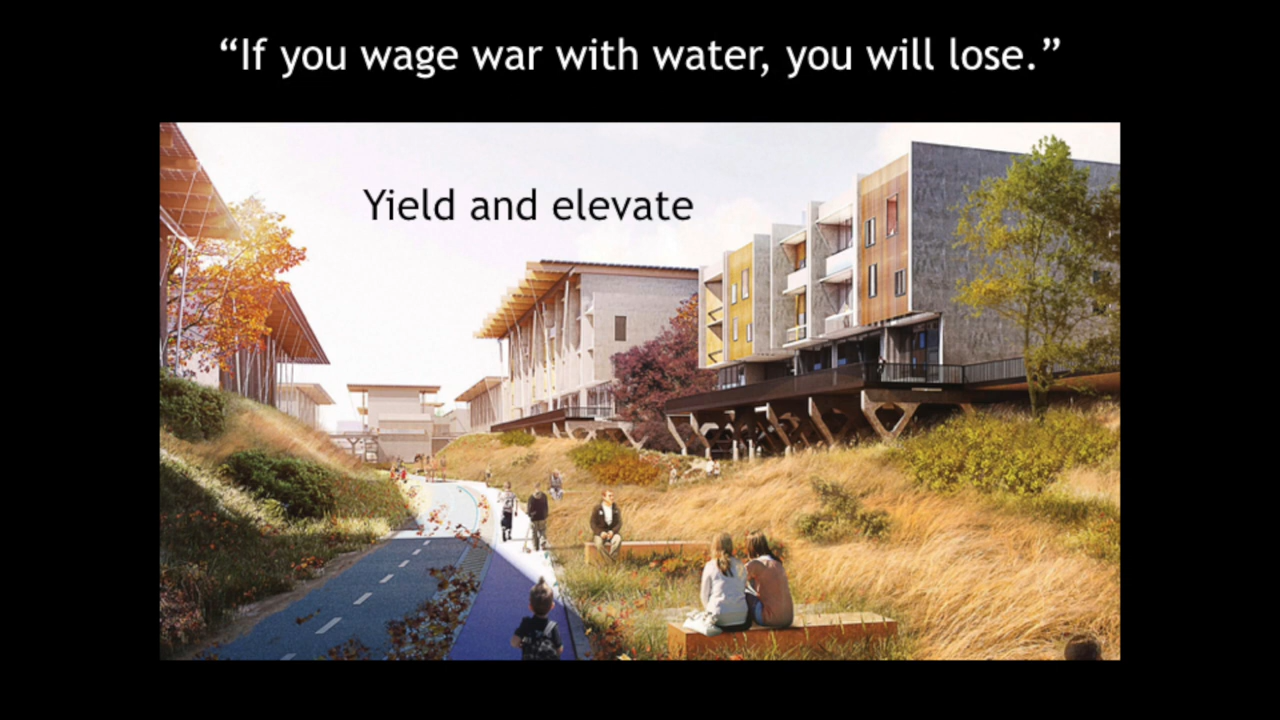 “If you wage war with water, you will lose.”
Yield and elevate